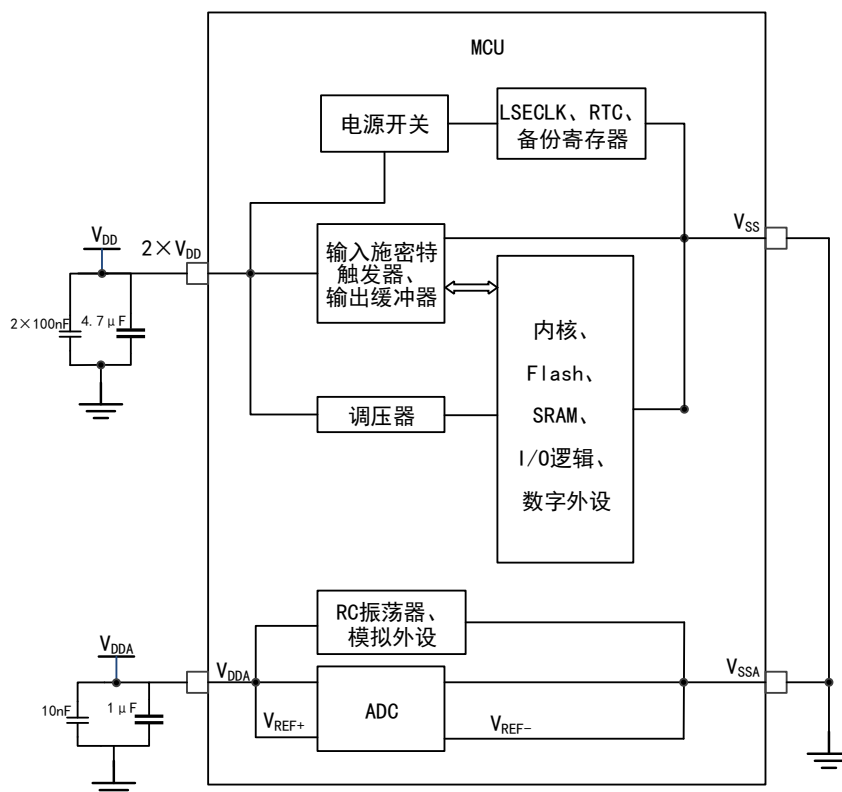 MCU
电源开关
LSECLK、RTC、
备份寄存器
VDD
2×VDD
输入施密特
触发器、
输出缓冲器
VSS
2×100nF
4.7μF
内核、
Flash、
SRAM、
I/O逻辑、
数字外设
调压器
RC振荡器、
模拟外设
VDDA
VDDA
VSSA
10nF
1μF
VREF+
ADC
VREF-